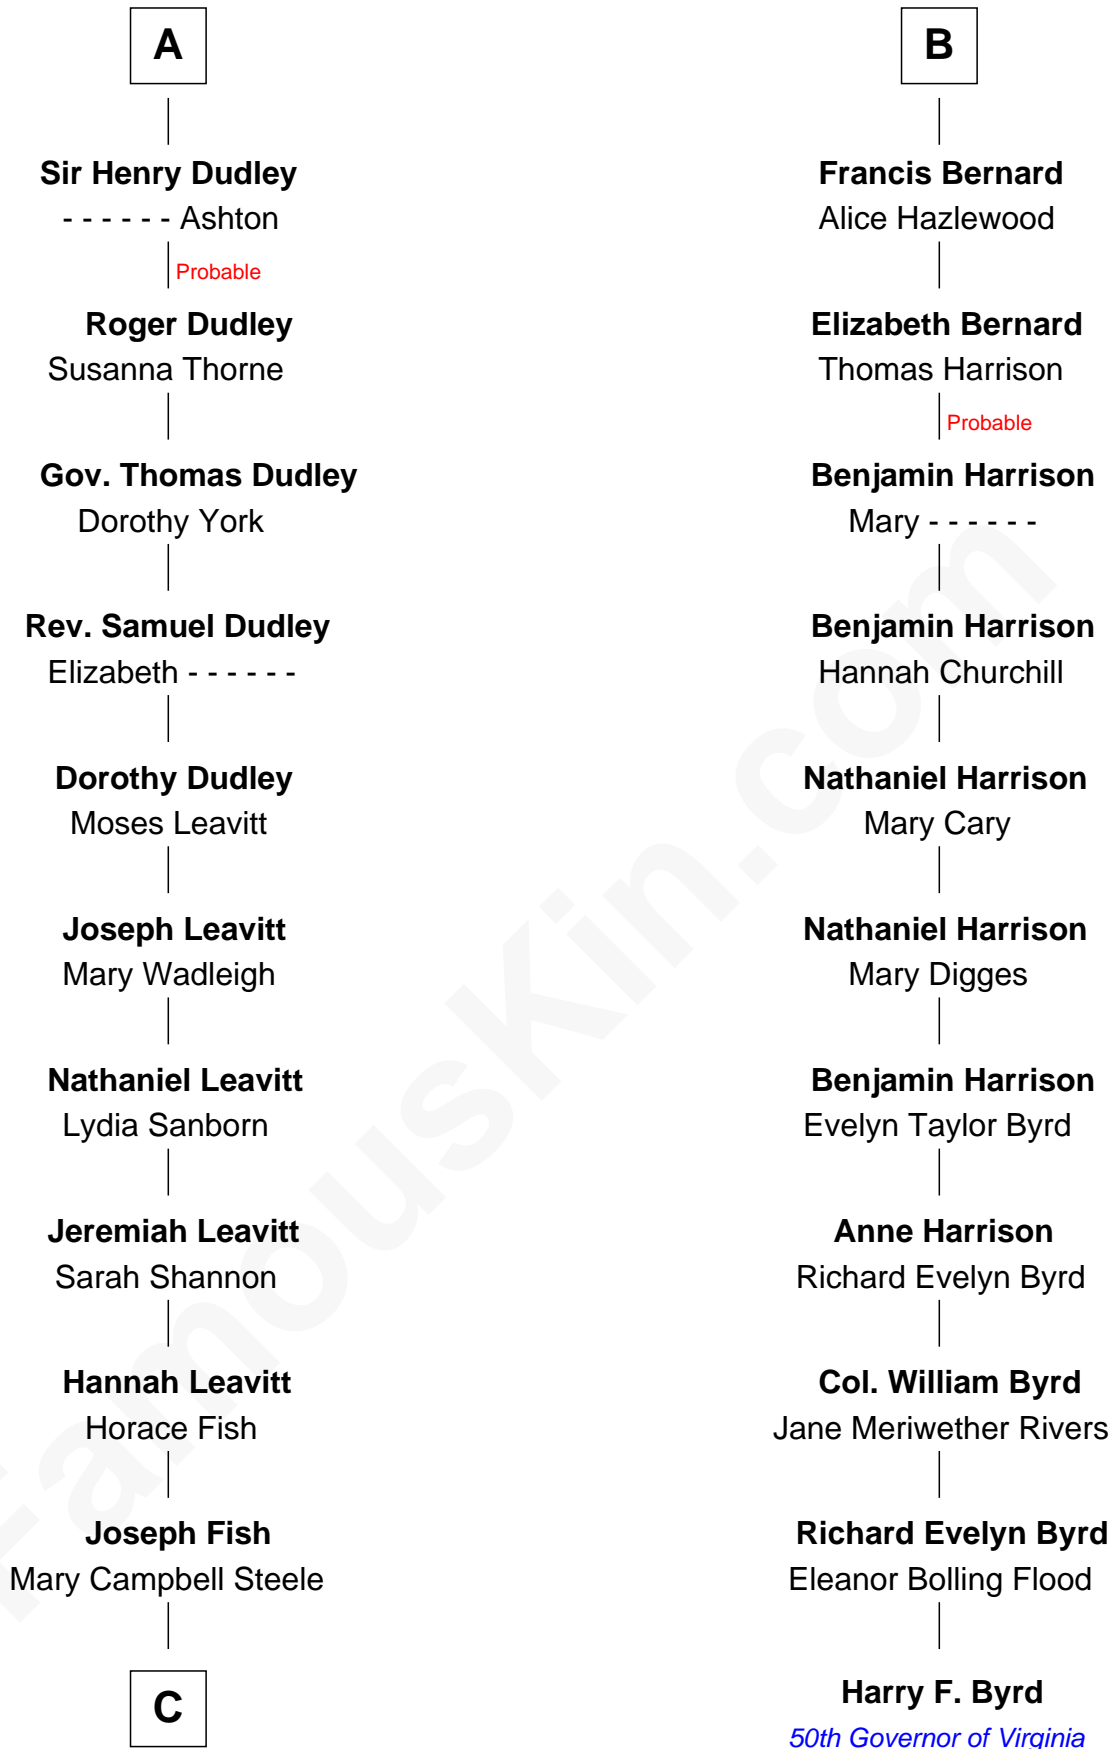 A
Sir Henry Dudley
- - - - - - Ashton
Probable
Roger Dudley
Susanna Thorne
Gov. Thomas Dudley
Dorothy York
Rev. Samuel Dudley
Elizabeth - - - - - -
Dorothy Dudley
Moses Leavitt
Joseph Leavitt
Mary Wadleigh
Nathaniel Leavitt
Lydia Sanborn
Jeremiah Leavitt
Sarah Shannon
Hannah Leavitt
Horace Fish
Joseph Fish
Mary Campbell Steele
C
B
Francis Bernard
Alice Hazlewood
Elizabeth Bernard
Thomas Harrison
Probable
Benjamin Harrison
Mary - - - - - -
Benjamin Harrison
Hannah Churchill
Nathaniel Harrison
Mary Cary
Nathaniel Harrison
Mary Digges
Benjamin Harrison
Evelyn Taylor Byrd
Anne Harrison
Richard Evelyn Byrd
Col. William Byrd
Jane Meriwether Rivers
Richard Evelyn Byrd
Eleanor Bolling Flood
Harry F. Byrd
50th Governor of Virginia
FamousKin.com